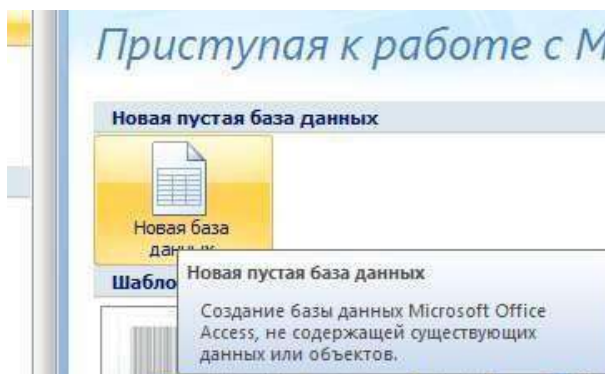 Приступая к работе с M
Новая пустая база данных
Новая база
данных
Шабло
Новая пустая база данных
Создание базы данных Microsoft Office
Access, не содержащей существующих
данных или объектов.